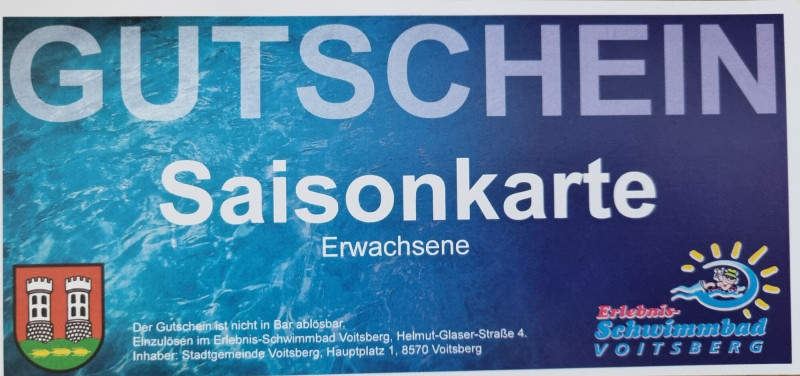 GUTSCHEIN
Saisonkarte
Erwachsene
Der Gutschein ist nicht in Bar ablösbar.
Einzulösen im Erlebnis-Schwimmbad Voitsberg, Helmut-Glaser-Straße 4.
Inhaber: Stadtgemeinde Voitsberg, Hauptplatz 1, 8570 Voitsberg
Erlebnis-
Schwimmbad
VOITSBERG